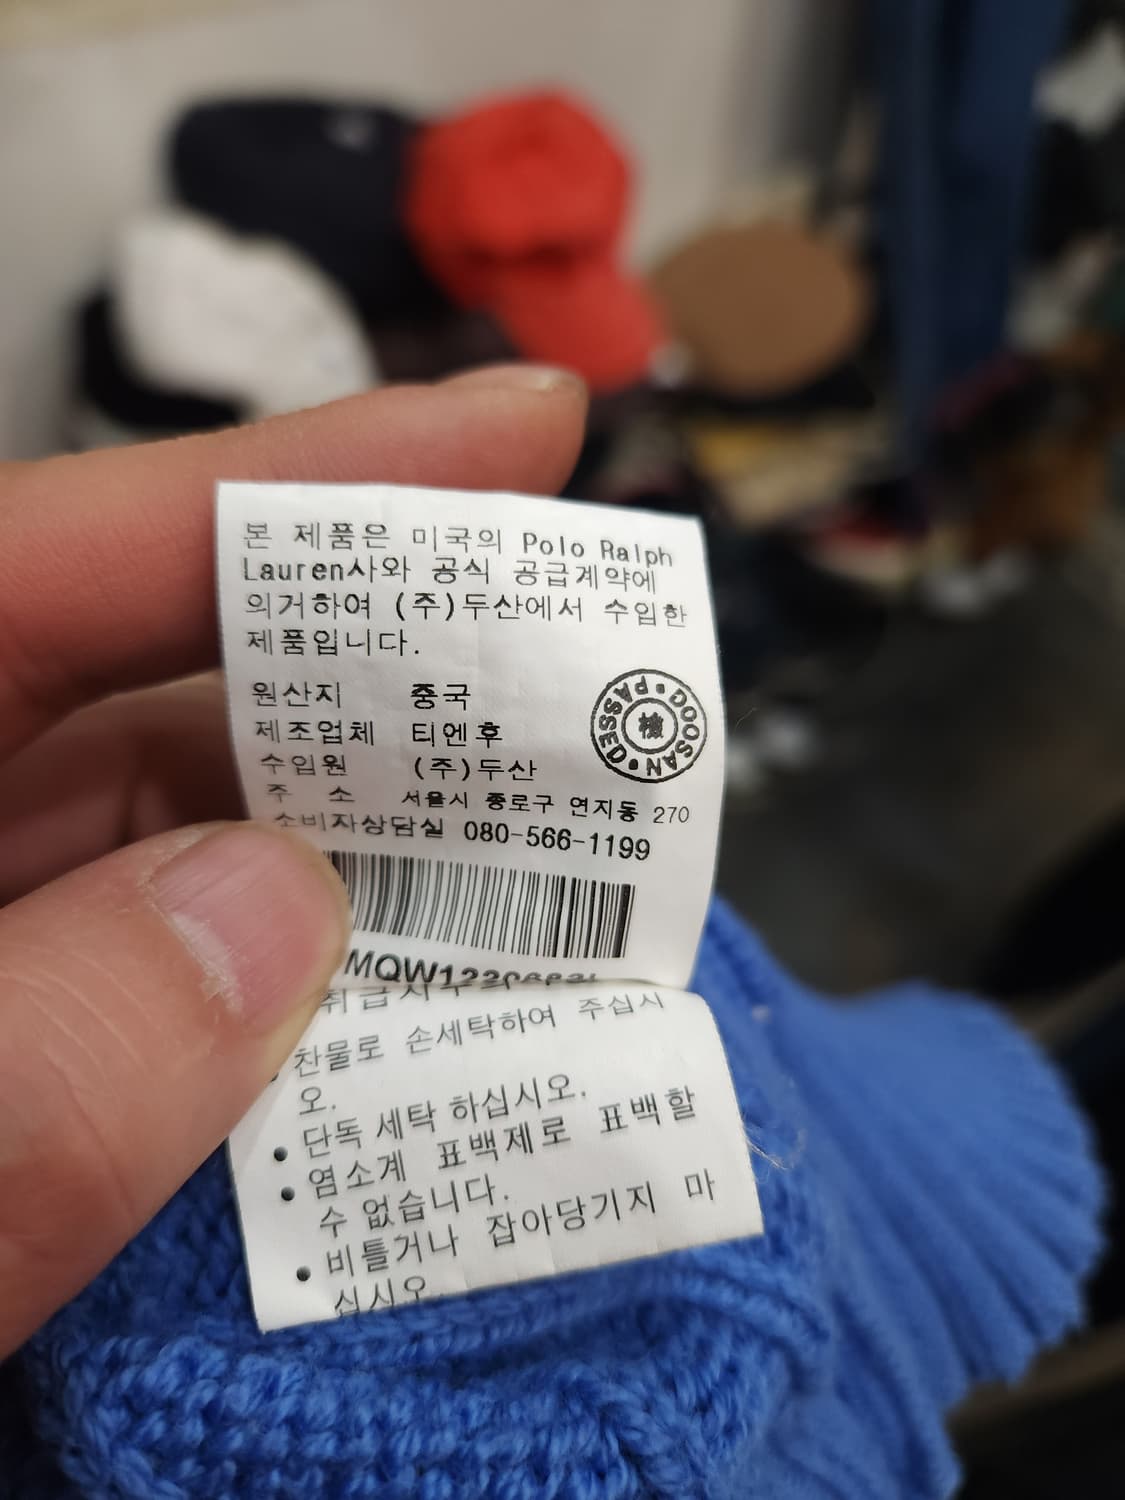 본 제품은 미국의 Polo Ralph
Lauren사와 공식 공급계약에
의거하여 (주)두산에서 수입한
제품입니다.
원산지 중국
제조업체 티엔후
수입원 (주)두산
주 소 서울시 종로구 연지동 270
소비자상담실 080-566-1199
DOOSAN • PASSED •
檢
취급시
찬물로 손세탁하여 주십시
오.
• 단독 세탁 하십시오.
• 염소계 표백제로 표백할
수 없습니다.
• 비틀거나 잡아당기지 마
십시오.